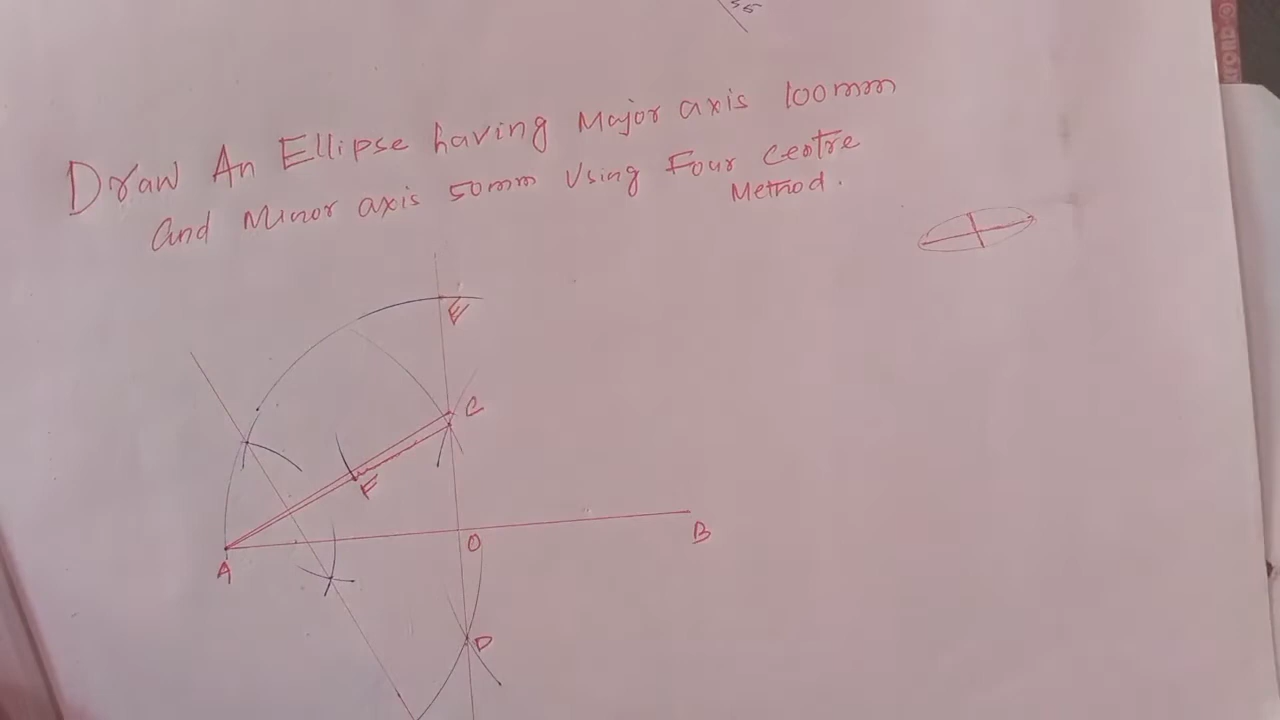 Draw An Ellipse having Major axis 100mm
and Minor axis 50mm Using Four Centre
Method.
E
C
F
A
O
B
D